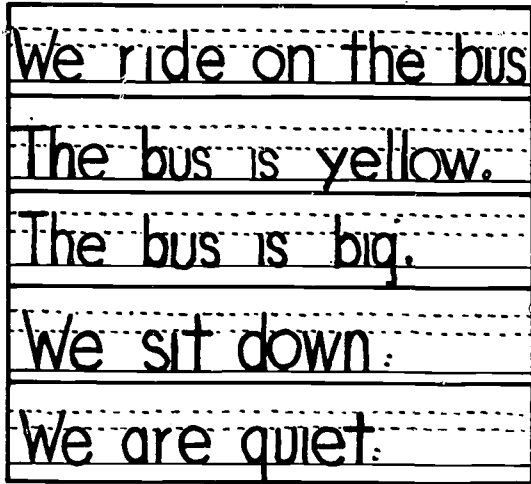 We ride on the bus
The bus is yellow.
The bus is big.
We sit down.
We are quiet.